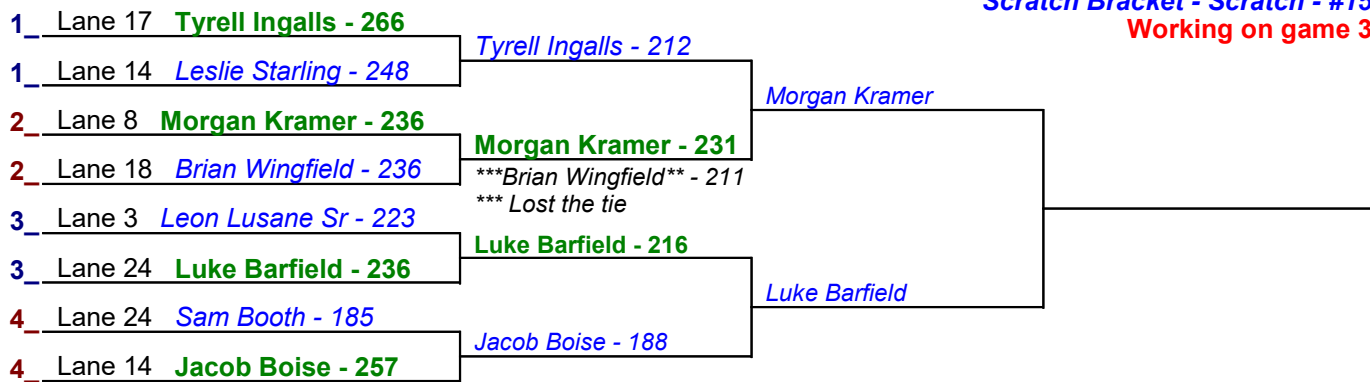 Scratch Bracket - Scratch - #15
Working on game 3
1_ Lane 17 Tyrell Ingalls - 266
1_ Lane 14 Leslie Starling - 248
2_ Lane 8 Morgan Kramer - 236
2_ Lane 18 Brian Wingfield - 236
3_ Lane 3 Leon Lusane Sr - 223
3_ Lane 24 Luke Barfield - 236
4_ Lane 24 Sam Booth - 185
4_ Lane 14 Jacob Boise - 257
Tyrell Ingalls - 212
Morgan Kramer - 231
***Brian Wingfield** - 211
*** Lost the tie
Luke Barfield - 216
Jacob Boise - 188
Morgan Kramer
Luke Barfield